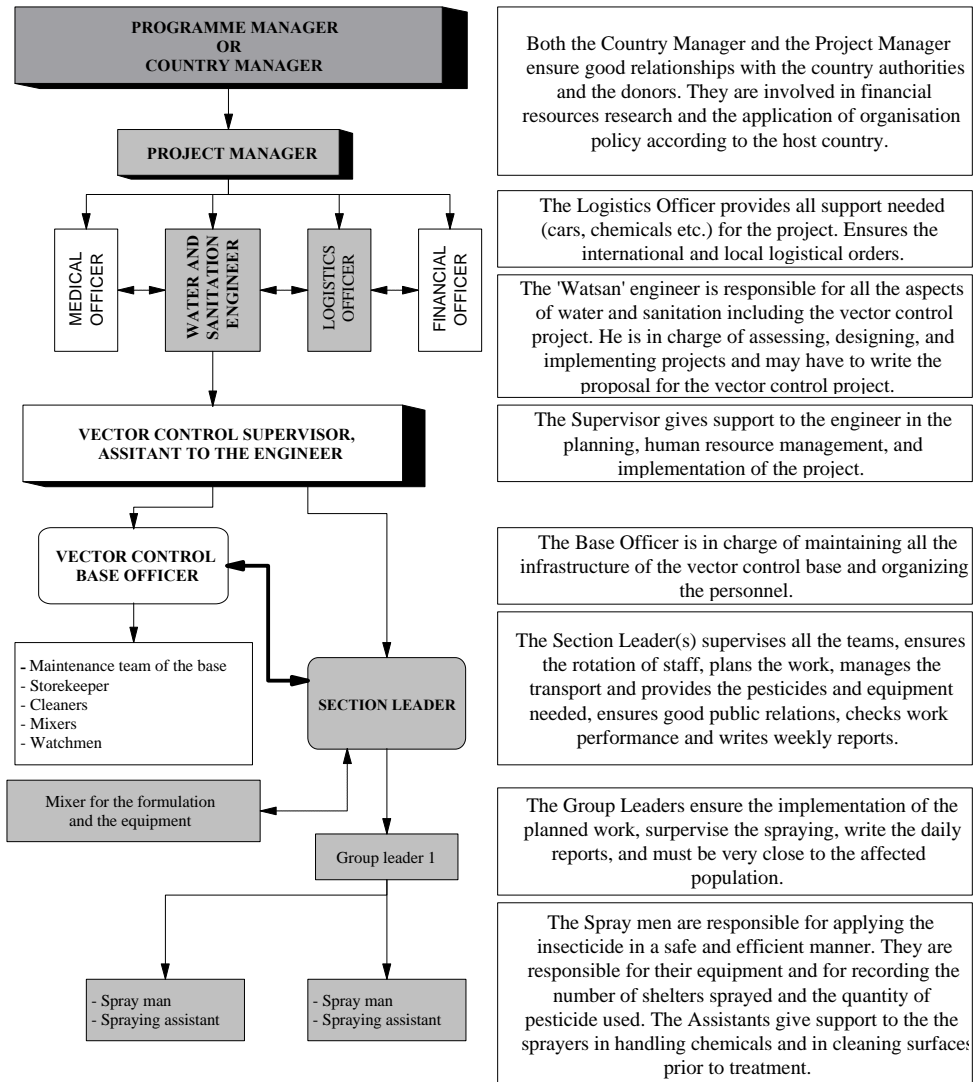 PROGRAMME MANAGER
OR
COUNTRY MANAGER
Both the Country Manager and the Project Manager
ensure good relationships with the country authorities
and the donors. They are involved in financial
resources research and the application of organisation
policy according to the host country.
PROJECT MANAGER
MEDICAL
OFFICER
WATER AND
SANITATION
ENGINEER
LOGISTICS
OFFICER
FINANCIAL
OFFICER
The Logistics Officer provides all support needed
(cars, chemicals etc.) for the project. Ensures the
international and local logistical orders.
The 'Watsan' engineer is responsible for all the aspects
of water and sanitation including the vector control
project. He is in charge of assessing, designing, and
implementing projects and may have to write the
proposal for the vector control project.
VECTOR CONTROL SUPERVISOR,
ASSITANT TO THE ENGINEER
The Supervisor gives support to the engineer in the
planning, human resource management, and
implementation of the project.
VECTOR CONTROL
BASE OFFICER
The Base Officer is in charge of maintaining all the
infrastructure of the vector control base and organizing
the personnel.
- Maintenance team of the base
- Storekeeper
- Cleaners
- Mixers
- Watchmen
SECTION LEADER
The Section Leader(s) supervises all the teams, ensures
the rotation of staff, plans the work, manages the
transport and provides the pesticides and equipment
needed, ensures good public relations, checks work
performance and writes weekly reports.
Mixer for the formulation
and the equipment
Group leader 1
The Group Leaders ensure the implementation of the
planned work, surpervise the spraying, write the daily
reports, and must be very close to the affected
population.
- Spray man
- Spraying assistant
- Spray man
- Spraying assistant
The Spray men are responsible for applying the
insecticide in a safe and efficient manner. They are
responsible for their equipment and for recording the
number of shelters sprayed and the quantity of
pesticide used. The Assistants give support to the the
sprayers in handling chemicals and in cleaning surfaces
prior to treatment.